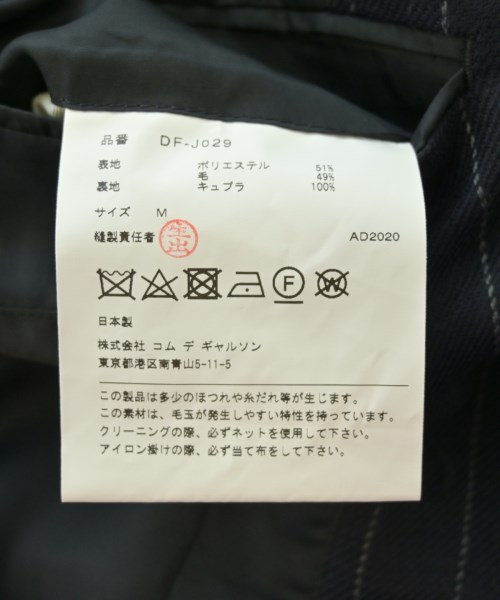 品番 DF-J029
表地 ポリエステル 51%
毛 49%
裏地 キュプラ 100%
サイズ M
縫製責任者 生出 AD2020
F W
日本製
株式会社 コム デ ギャルソン
東京都港区南青山5-11-5
この製品は多少のほつれや糸だれ等が生じます。
この素材は、毛玉が発生しやすい特性を持っています。
クリーニングの際、必ずネットを使用して下さい。
アイロン掛けの際、必ず当て布をして下さい。